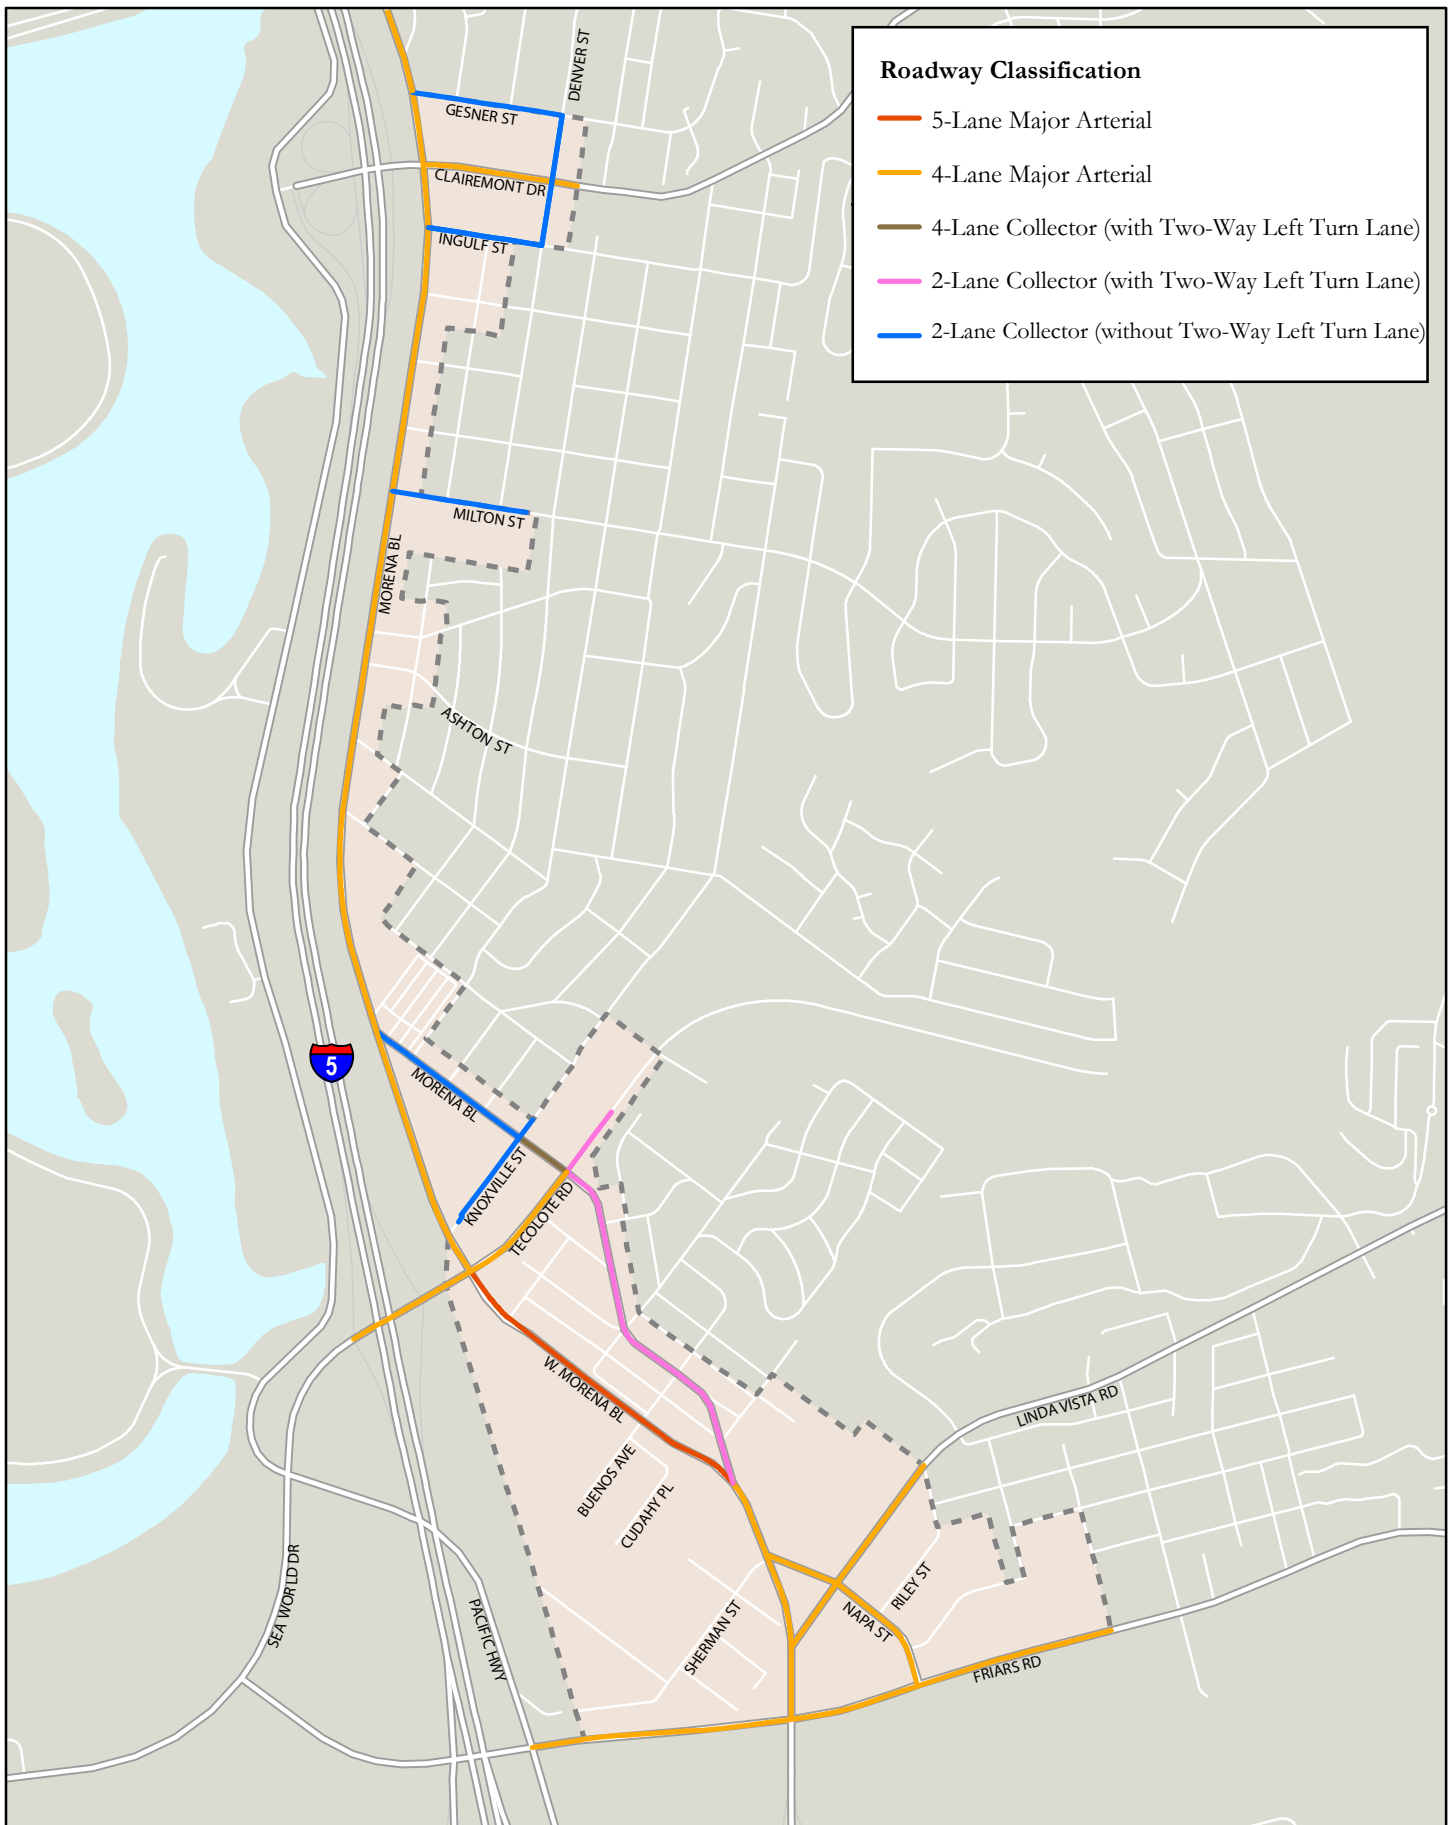 DENVER ST
Roadway Classification
5-Lane Major Arterial
4-Lane Major Arterial
4-Lane Collector (with Two-Way Left Turn Lane)
2-Lane Collector (with Two-Way Left Turn Lane)
2-Lane Collector (without Two-Way Left Turn Lane)
GESNER ST
CLAIREMONT DR
INGULF ST
MILTON ST
MORENA BL
ASHTON ST
5
MORENA BL
KNOXVILLE ST
TECOLOTE RD
W. MORENA BL
LINDA VISTA RD
BUENOS AVE
CUDAHY PL
SEA WORLD DR
PACIFIC HWY
SHERMAN ST
NAPA ST
RILEY ST
FRIARS RD